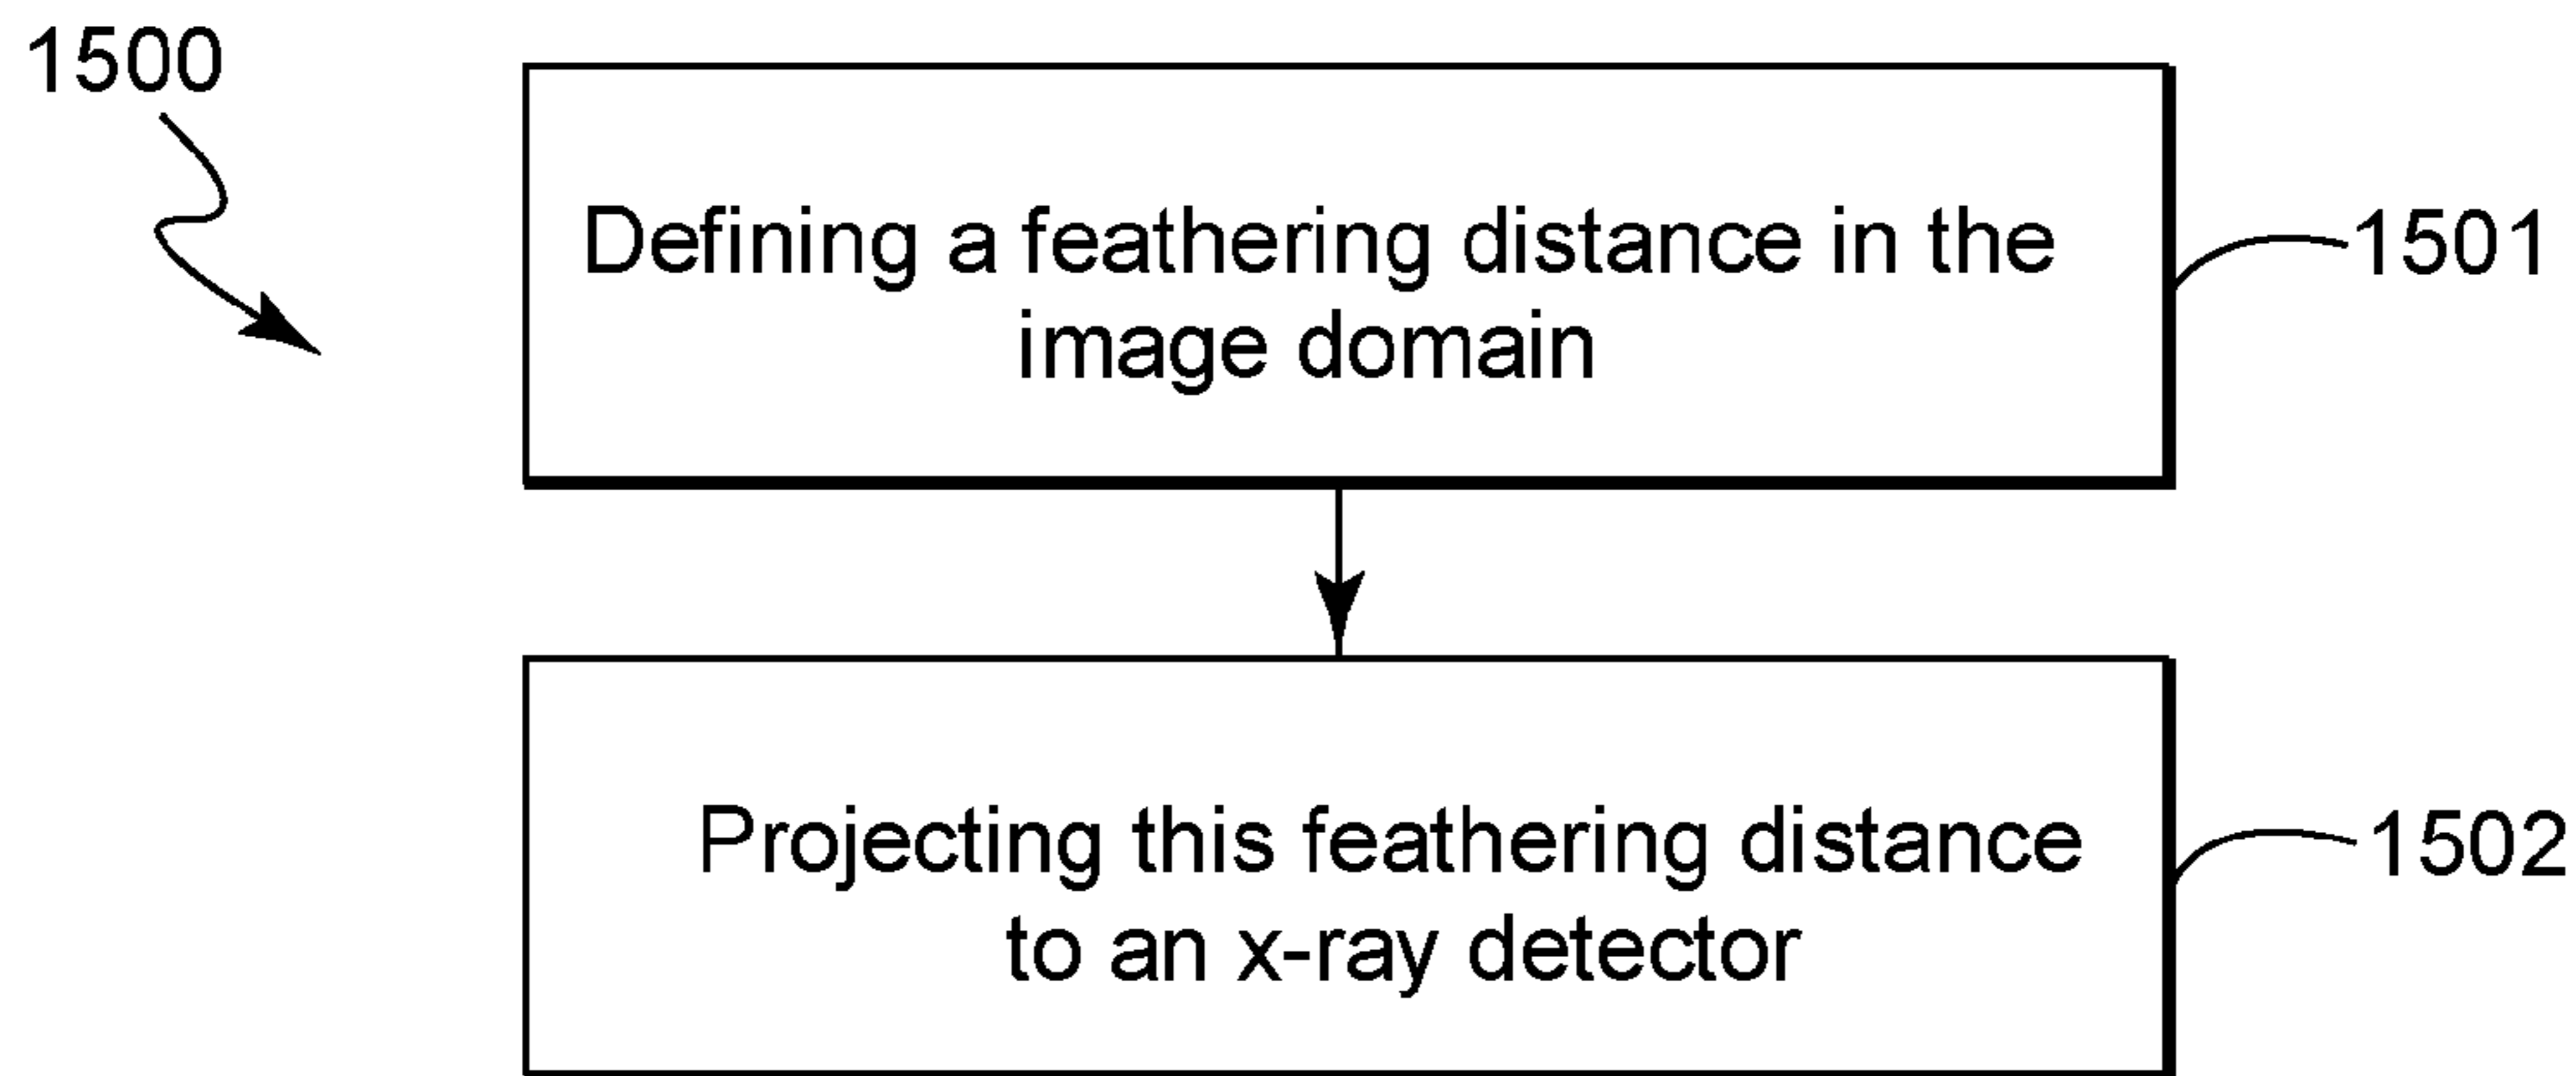 1500
Defining a feathering distance in the
image domain
1501
Projecting this feathering distance
to an x-ray detector
1502